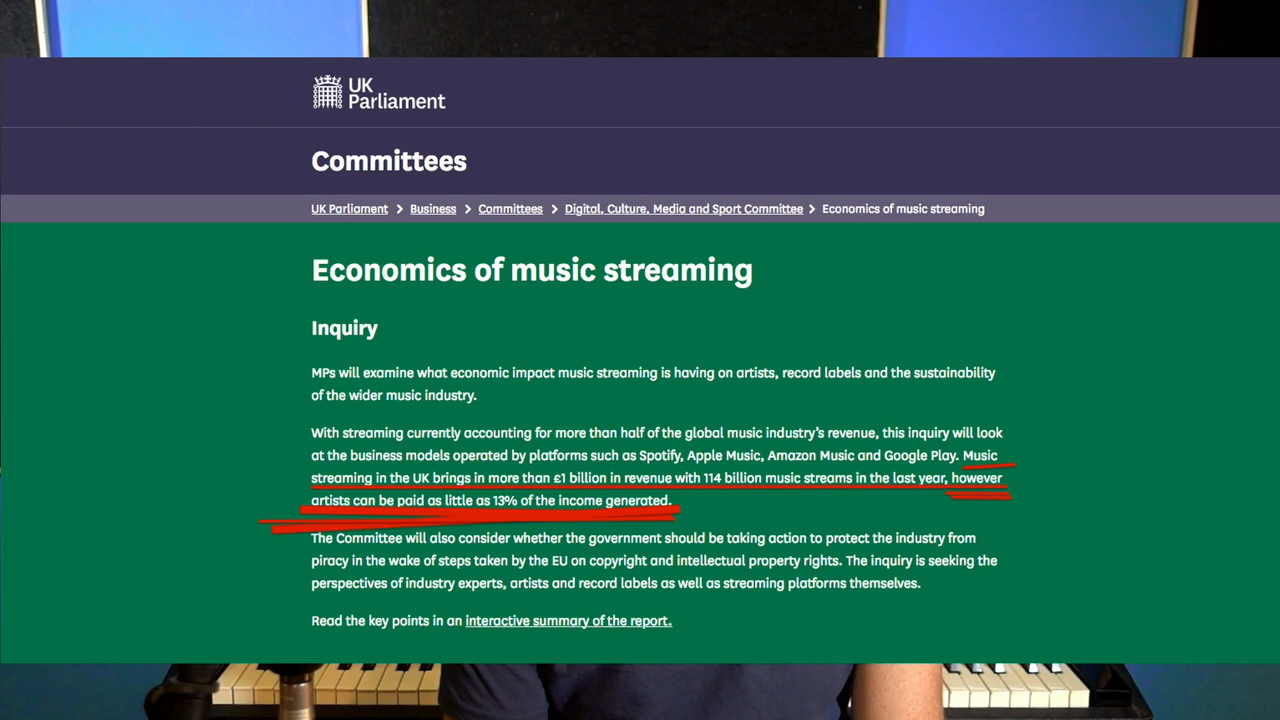 UK
Parliament
Committees
UK Parliament > Business > Committees > Digital, Culture, Media and Sport Committee > Economics of music streaming
Economics of music streaming
Inquiry
MPs will examine what economic impact music streaming is having on artists, record labels and the sustainability
of the wider music industry.
With streaming currently accounting for more than half of the global music industry’s revenue, this inquiry will look
at the business models operated by platforms such as Spotify, Apple Music, Amazon Music and Google Play. Music
streaming in the UK brings in more than £1 billion in revenue with 114 billion music streams in the last year, however
artists can be paid as little as 13% of the income generated.
The Committee will also consider whether the government should be taking action to protect the industry from
piracy in the wake of steps taken by the EU on copyright and intellectual property rights. The inquiry is seeking the
perspectives of industry experts, artists and record labels as well as streaming platforms themselves.
Read the key points in an interactive summary of the report.